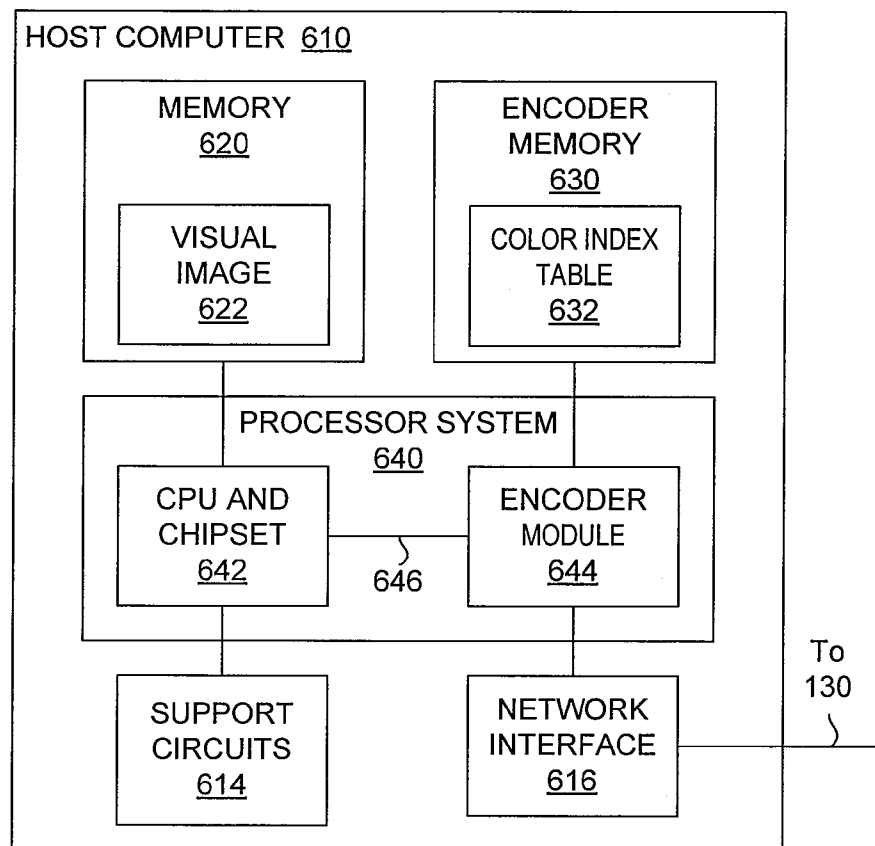 HOST COMPUTER 610
MEMORY
620
VISUAL
IMAGE
622
ENCODER
MEMORY
630
COLOR INDEX
TABLE
632
PROCESSOR SYSTEM
640
CPU AND
CHIPSET
642
646
ENCODER
MODULE
644
SUPPORT
CIRCUITS
614
NETWORK
INTERFACE
616
To
130